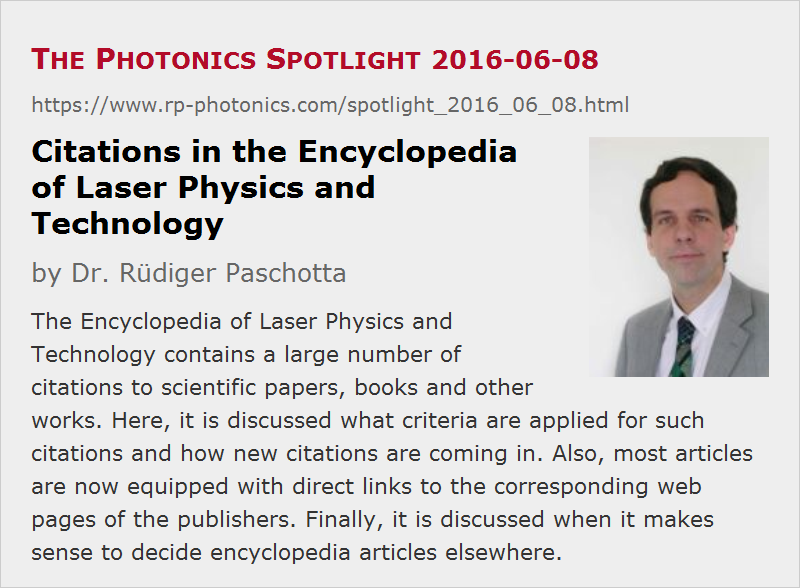 The Photonics Spotlight 2016-06-08
https://www.rp-photonics.com/spotlight_2016_06_08.html
Citations in the Encyclopedia
of Laser Physics and
Technology
by Dr. Rüdiger Paschotta
The Encyclopedia of Laser Physics and
Technology contains a large number of
citations to scientific papers, books and other
works. Here, it is discussed what criteria are applied for such
citations and how new citations are coming in. Also, most articles
are now equipped with direct links to the corresponding web
pages of the publishers. Finally, it is discussed when it makes
sense to decide encyclopedia articles elsewhere.